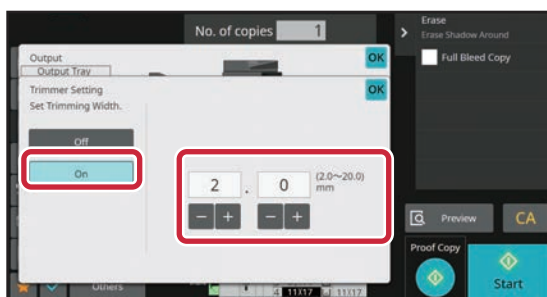 No. of copies 1
Erase
Erase Shadow Around
Full Bleed Copy
Output
OK
Output Tray
Trimmer Setting
OK
Set Trimming Width.
Off
On
2 . 0 (2.0~20.0)
mm
− + − +
Preview CA
Proof Copy
Start
Others
4 11X17 11X17